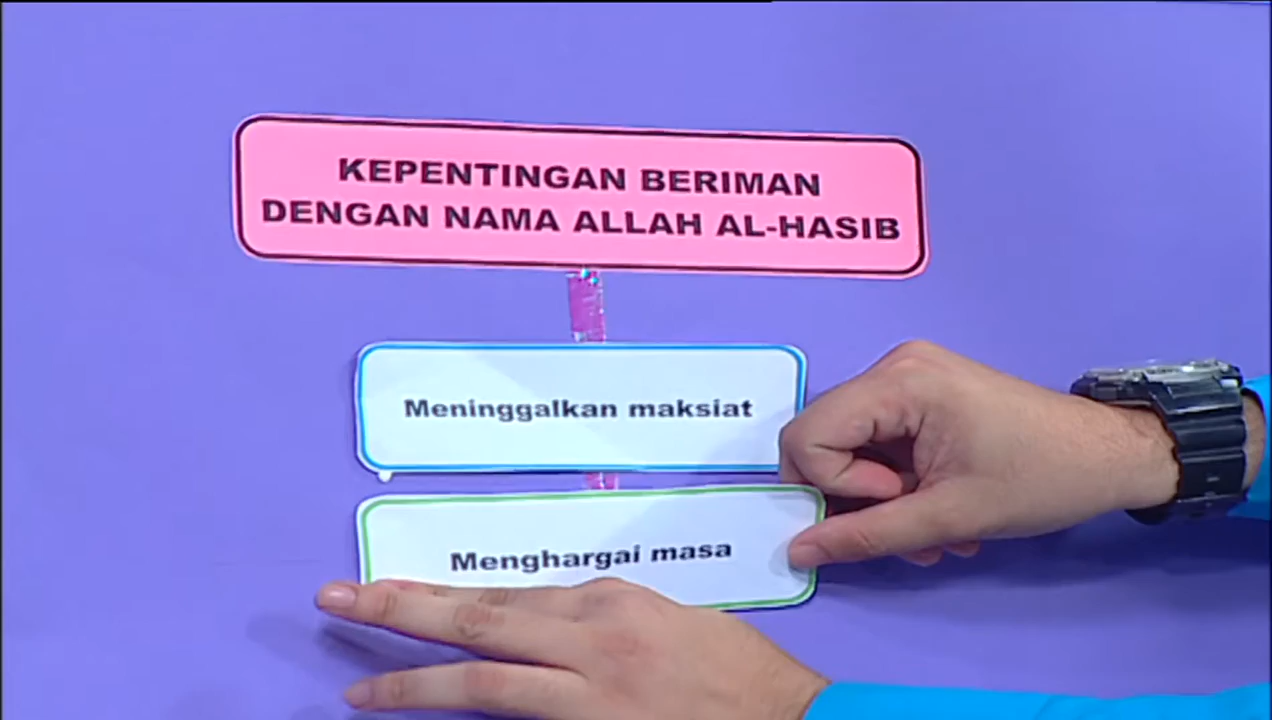 KEPENTINGAN BERIMAN
DENGAN NAMA ALLAH AL-HASIB
Meninggalkan maksiat
Menghargai masa